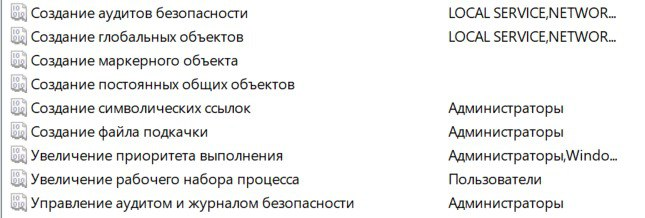 Создание аудитов безопасности LOCAL SERVICE,NETWOR...
Создание глобальных объектов LOCAL SERVICE,NETWOR...
Создание маркерного объекта
Создание постоянных общих объектов
Создание символических ссылок Администраторы
Создание файла подкачки Администраторы
Увеличение приоритета выполнения Администраторы,Windo...
Увеличение рабочего набора процесса Пользователи
Управление аудитом и журналом безопасности Администраторы